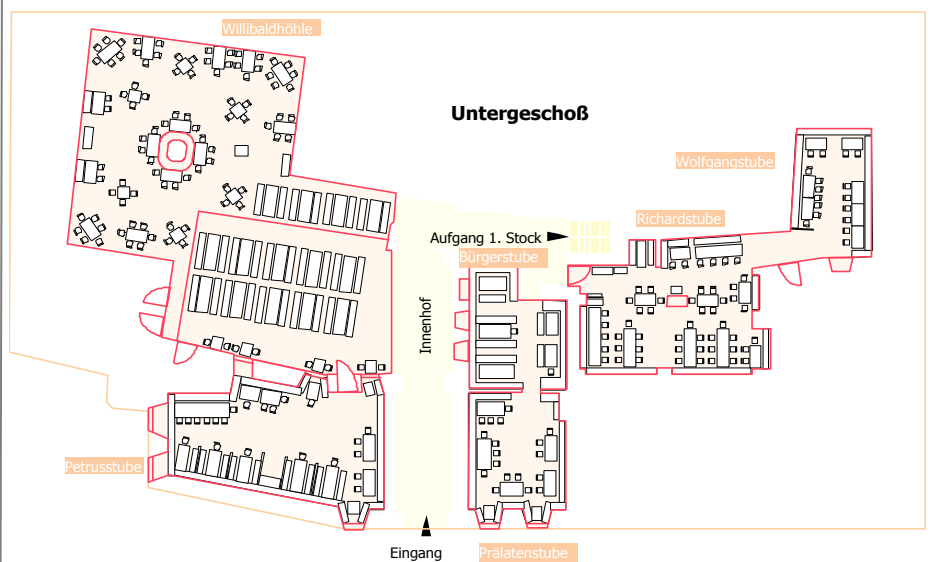 Willibaldhöhle
Untergeschoß
Wolfgangstube
Richardstube
Aufgang 1. Stock
Bürgerstube
Innenhof
Petrusstube
Eingang
Prälatenstube